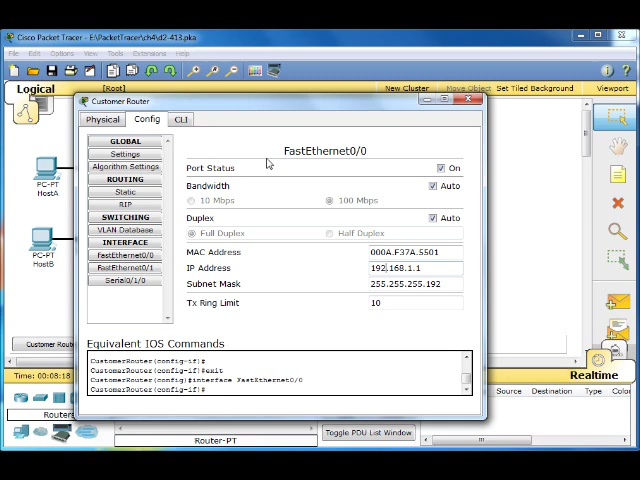 Cisco Packet Tracer - E:\PacketTracer\ch4\d2-413.pka
File Edit Options View Tools Extensions Help
Logical [Root] New Cluster Move Object Set Tiled Background Viewport
Customer Router
Physical Config CLI
GLOBAL
Settings
Algorithm Settings
ROUTING
Static
RIP
SWITCHING
VLAN Database
INTERFACE
FastEthernet0/0
FastEthernet0/1
Serial0/1/0
FastEthernet0/0
Port Status On
Bandwidth Auto
10 Mbps 100 Mbps
Duplex Auto
Full Duplex Half Duplex
MAC Address 000A.F37A.5501
IP Address 192.168.1.1
Subnet Mask 255.255.255.192
Tx Ring Limit 10
Equivalent IOS Commands
CustomerRouter(config-if)#
CustomerRouter(config-if)#exit
CustomerRouter(config)#interface FastEthernet0/0
CustomerRouter(config-if)#
PC-PT
HostA
PC-PT
HostB
Customer Router
Time: 00:08:18
Realtime
Source Destination Type
Routers
Router-PT
Toggle PDU List Window